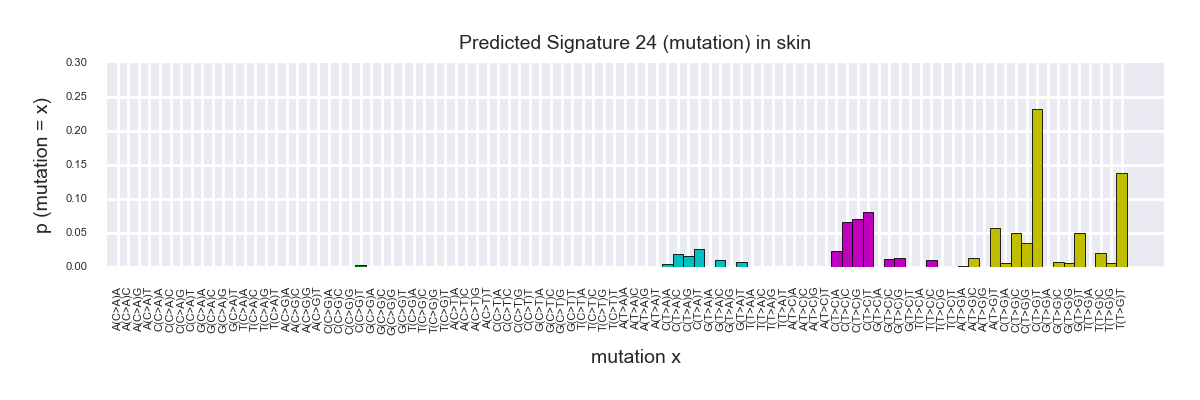 Predicted Signature 24 (mutation) in skin
p (mutation = x)
0.30
0.25
0.20
0.15
0.10
0.05
0.00
A(C>A)A
A(C>A)C
A(C>A)G
A(C>A)T
C(C>A)A
C(C>A)C
C(C>A)G
C(C>A)T
G(C>A)A
G(C>A)C
G(C>A)G
G(C>A)T
T(C>A)A
T(C>A)C
T(C>A)G
T(C>A)T
A(C>G)A
A(C>G)C
A(C>G)G
A(C>G)T
C(C>G)A
C(C>G)C
C(C>G)G
C(C>G)T
G(C>G)A
G(C>G)C
G(C>G)G
G(C>G)T
T(C>G)A
T(C>G)C
T(C>G)G
T(C>G)T
A(C>T)A
A(C>T)C
A(C>T)G
A(C>T)T
C(C>T)A
C(C>T)C
C(C>T)G
C(C>T)T
G(C>T)A
G(C>T)C
G(C>T)G
G(C>T)T
T(C>T)A
T(C>T)C
T(C>T)G
T(C>T)T
A(T>A)A
A(T>A)C
A(T>A)G
A(T>A)T
C(T>A)A
C(T>A)C
C(T>A)G
C(T>A)T
G(T>A)A
G(T>A)C
G(T>A)G
G(T>A)T
T(T>A)A
T(T>A)C
T(T>A)G
T(T>A)T
A(T>C)A
A(T>C)C
A(T>C)G
A(T>C)T
C(T>C)A
C(T>C)C
C(T>C)G
C(T>C)T
G(T>C)A
G(T>C)C
G(T>C)G
G(T>C)T
T(T>C)A
T(T>C)C
T(T>C)G
T(T>C)T
A(T>G)A
A(T>G)C
A(T>G)G
A(T>G)T
C(T>G)A
C(T>G)C
C(T>G)G
C(T>G)T
G(T>G)A
G(T>G)C
G(T>G)G
G(T>G)T
T(T>G)A
T(T>G)C
T(T>G)G
T(T>G)T
mutation x